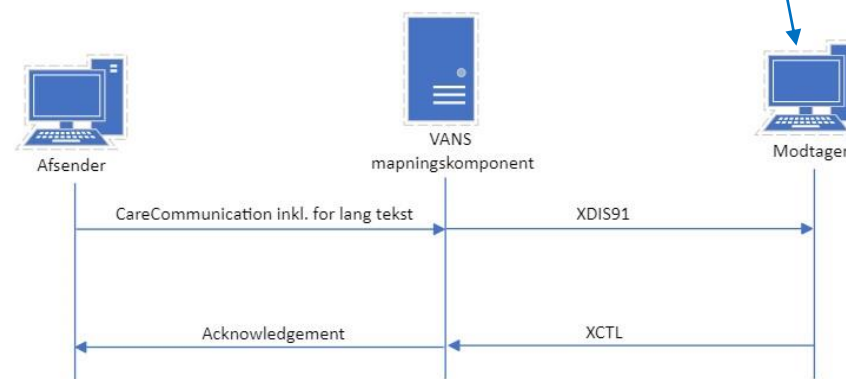 VANS
mapningskomponent
Afsender
Modtager
CareCommunication inkl. for lang tekst
XDIS91
Acknowledgement
XCTL